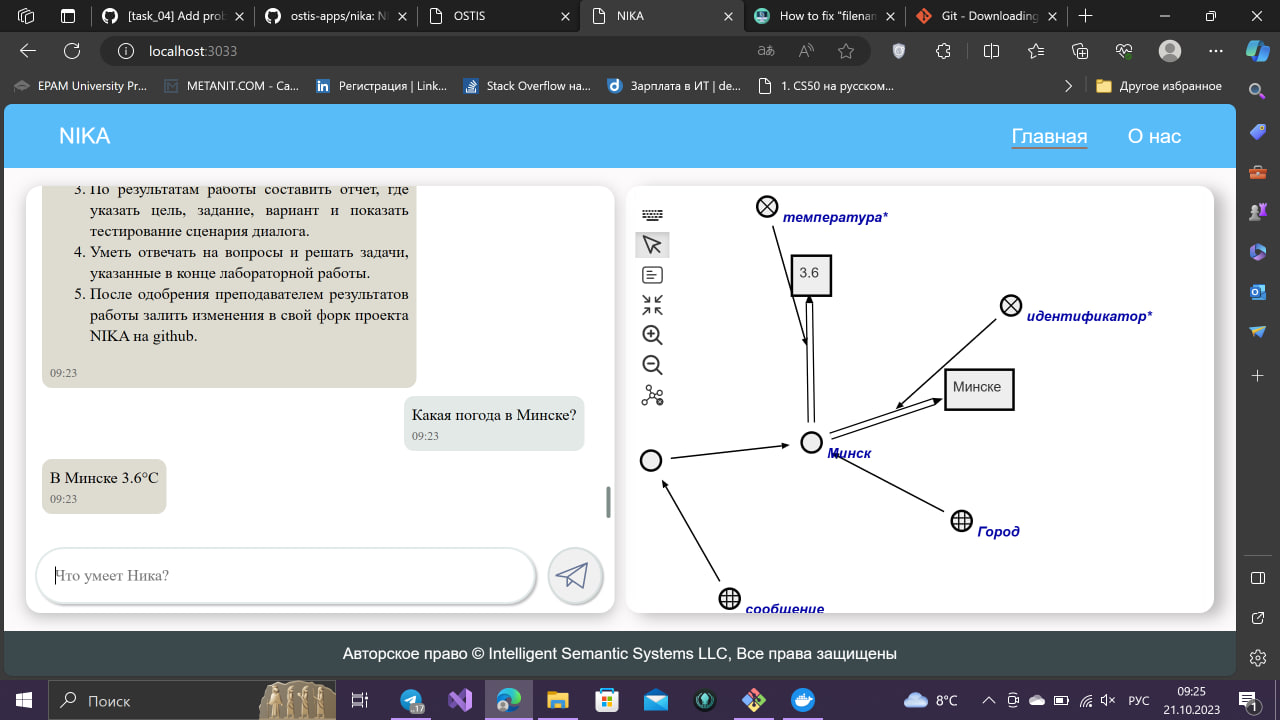 [task_04] Add prob
ostis-apps/nika: NI
OSTIS
NIKA
How to fix "filenam
Git - Downloading
localhost:3033
EPAM University Pr...
METANIT.COM - Са...
Регистрация | Link...
Stack Overflow на...
Зарплата в ИТ | de...
1. CS50 на русском...
Другое избранное
NIKA
Главная
О нас
3. По результатам работы составить отчет, где
указать цель, задание, вариант и показать
тестирование сценария диалога.
4. Уметь отвечать на вопросы и решать задачи,
указанные в конце лабораторной работы.
5. После одобрения преподавателем результатов
работы залить изменения в свой форк проекта
NIKA на github.
09:23
Какая погода в Минске?
09:23
В Минске 3.6°C
09:23
Что умеет Ника?
температура*
3.6
идентификатор*
Минске
Минск
Город
сообщение
Авторское право © Intelligent Semantic Systems LLC, Все права защищены
Поиск
17
8°C
РУС
09:25
21.10.2023
1